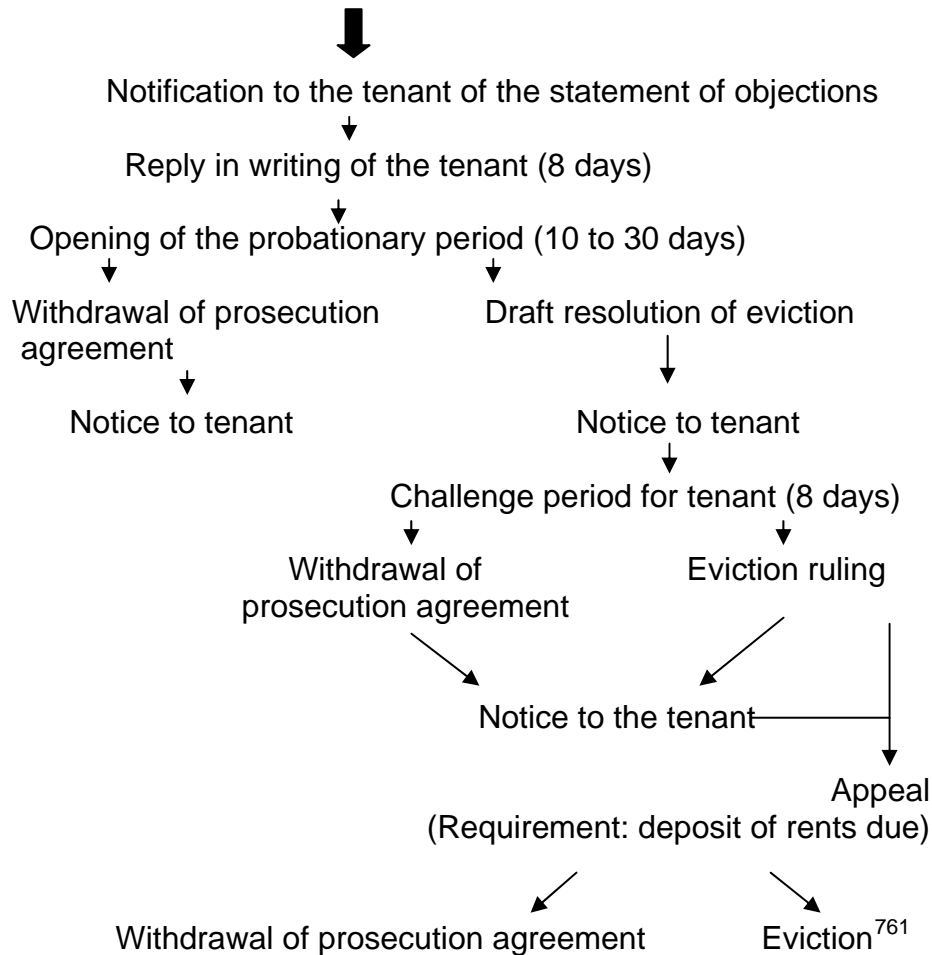 Notification to the tenant of the statement of objections
Reply in writing of the tenant (8 days)
Opening of the probationary period (10 to 30 days)
Withdrawal of prosecution
agreement
Draft resolution of eviction
Notice to tenant
Notice to tenant
Challenge period for tenant (8 days)
Withdrawal of
prosecution agreement
Eviction ruling
Notice to the tenant
Appeal
(Requirement: deposit of rents due)
Withdrawal of prosecution agreement
Eviction761